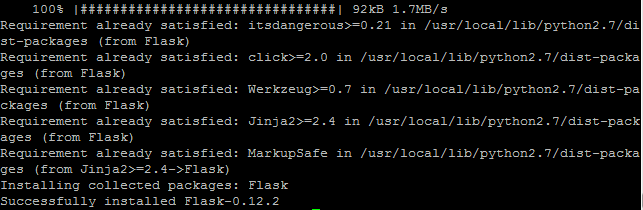 100% |################################| 92kB 1.7MB/s
Requirement already satisfied: itsdangerous>=0.21 in /usr/local/lib/python2.7/di
st-packages (from Flask)
Requirement already satisfied: click>=2.0 in /usr/local/lib/python2.7/dist-packa
ges (from Flask)
Requirement already satisfied: Werkzeug>=0.7 in /usr/local/lib/python2.7/dist-pa
ckages (from Flask)
Requirement already satisfied: Jinja2>=2.4 in /usr/local/lib/python2.7/dist-pack
ages (from Flask)
Requirement already satisfied: MarkupSafe in /usr/local/lib/python2.7/dist-packa
ges (from Jinja2>=2.4->Flask)
Installing collected packages: Flask
Successfully installed Flask-0.12.2